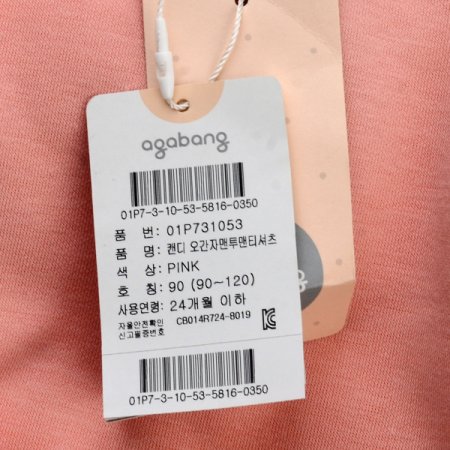 agabang
01P7-3-10-53-5816-0350
품 번: 01P731053
품 명: 캔디 오간자맨투맨티셔츠
색 상: PINK
호 칭: 90 (90~120)
사용연령: 24개월 이하
자율안전확인
신고필증번호 CB014R724-8019
01P7-3-10-53-5816-0350